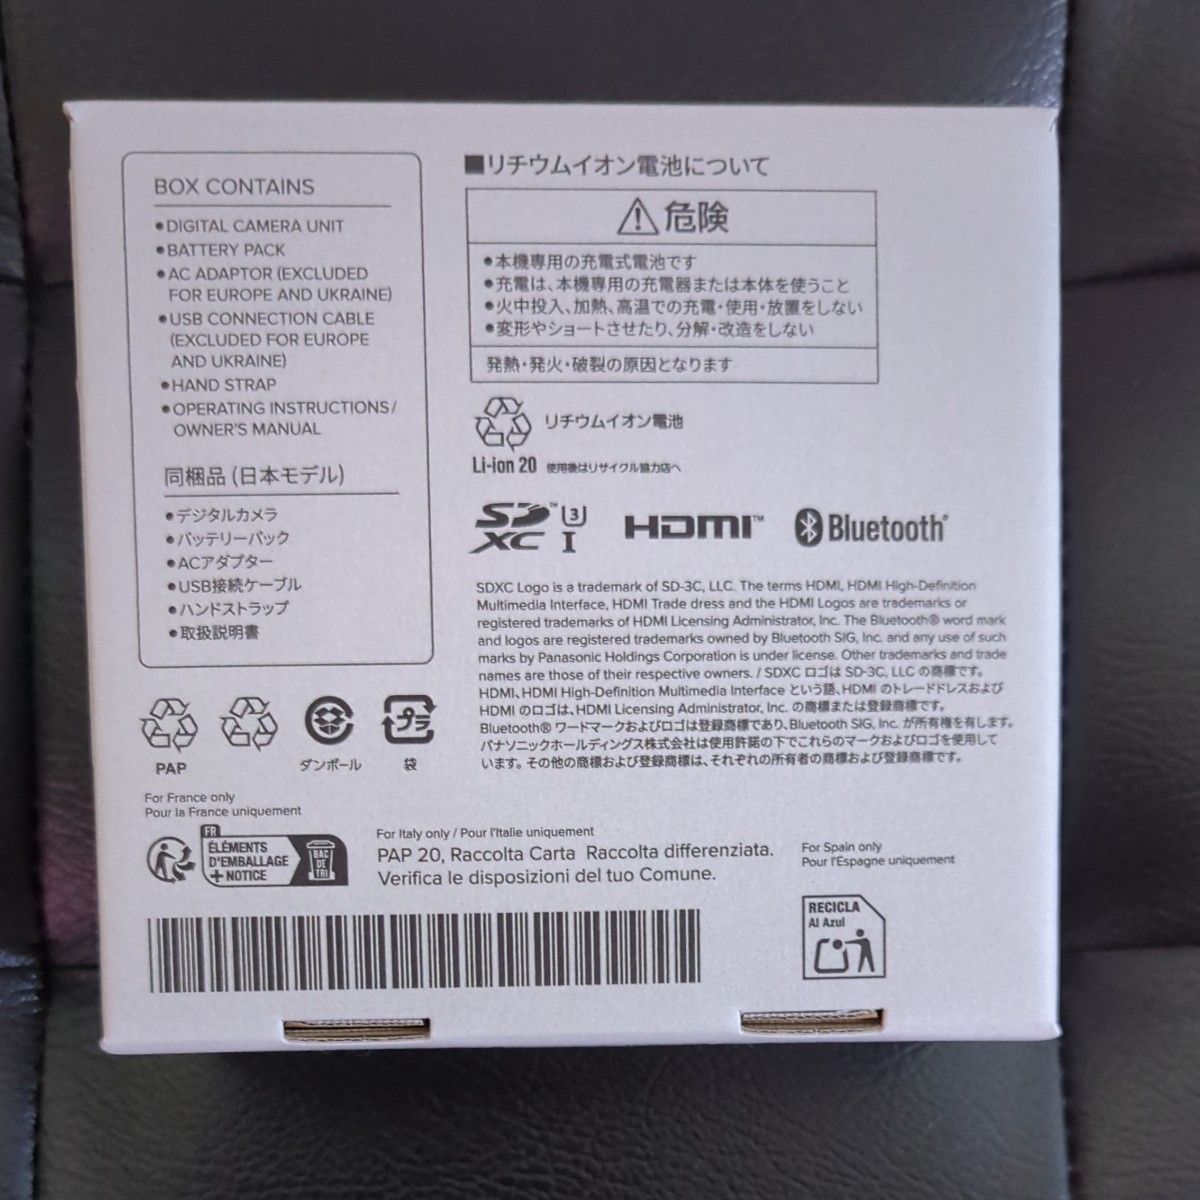 BOX CONTAINS
●DIGITAL CAMERA UNIT
●BATTERY PACK
●AC ADAPTOR (EXCLUDED
FOR EUROPE AND UKRAINE)
●USB CONNECTION CABLE
(EXCLUDED FOR EUROPE
AND UKRAINE)
●HAND STRAP
●OPERATING INSTRUCTIONS/
OWNER'S MANUAL
同梱品 (日本モデル)
●デジタルカメラ
●バッテリーパック
●ACアダプター
●USB接続ケーブル
●ハンドストラップ
●取扱説明書
■リチウムイオン電池について
危険
●本機専用の充電式電池です
●充電は、本機専用の充電器または本体を使うこと
●火中投入、加熱、高温での充電・使用・放置をしない
●変形やショートさせたり、分解・改造をしない
発熱・発火・破裂の原因となります
リチウムイオン電池
Li-ion 20 使用後はリサイクル協力店へ
SD XC™ I 3
HDMI™
Bluetooth®
SDXC Logo is a trademark of SD-3C, LLC. The terms HDMI, HDMI High-Definition
Multimedia Interface, HDMI Trade dress and the HDMI Logos are trademarks or
registered trademarks of HDMI Licensing Administrator, Inc. The Bluetooth® word mark
and logos are registered trademarks owned by Bluetooth SIG, Inc. and any use of such
marks by Panasonic Holdings Corporation is under license. Other trademarks and trade
names are those of their respective owners. / SDXC ロゴは SD-3C, LLC の商標です。
HDMI、HDMI High-Definition Multimedia Interface という語、HDMI のトレードドレスおよび
HDMI のロゴは、HDMI Licensing Administrator, Inc. の商標または登録商標です。
Bluetooth® ワードマークおよびロゴは登録商標であり、Bluetooth SIG, Inc. が所有権を有します。
パナソニックホールディングス株式会社は使用許諾の下でこれらのマークおよびロゴを使用して
います。その他の商標および登録商標は、それぞれの所有者の商標および登録商標です。
PAP
ダンボール
プラ
袋
For France only
Pour la France uniquement
FR
ÉLÉMENTS
D'EMBALLAGE
+ NOTICE
BAC
DE
TRI
For Italy only / Pour l'Italie uniquement
PAP 20, Raccolta Carta Raccolta differenziata.
Verifica le disposizioni del tuo Comune.
For Spain only
Pour l'Espagne uniquement
RECICLA
Al Azul